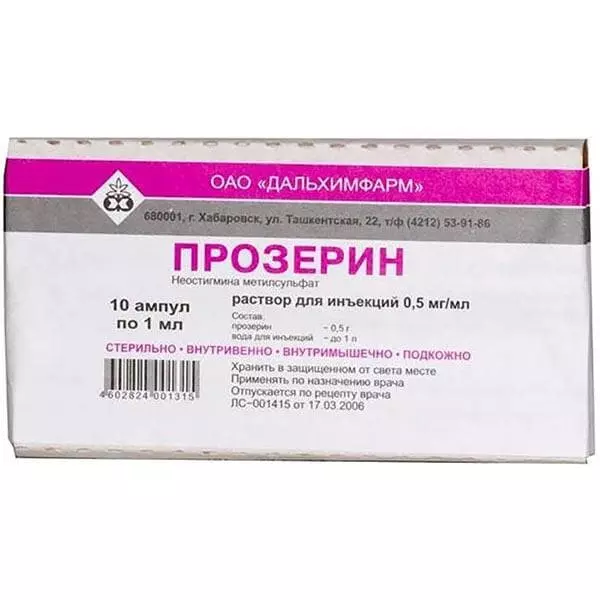 ОАО «ДАЛЬХИМФАРМ»
680001, г. Хабаровск, ул. Ташкентская, 22, т/ф (4212) 53-91-86
ПРОЗЕРИН
Неостигмина метилсульфат
10 ампул
по 1 мл
раствор для инъекций 0,5 мг/мл
Состав:
прозерин – 0,5 г
вода для инъекций – до 1 л
СТЕРИЛЬНО • ВНУТРИВЕННО • ВНУТРИМЫШЕЧНО • ПОДКОЖНО
Хранить в защищенном от света месте
Применять по назначению врача
Отпускается по рецепту врача
ЛС-001415 от 17.03.2006
4602824001315